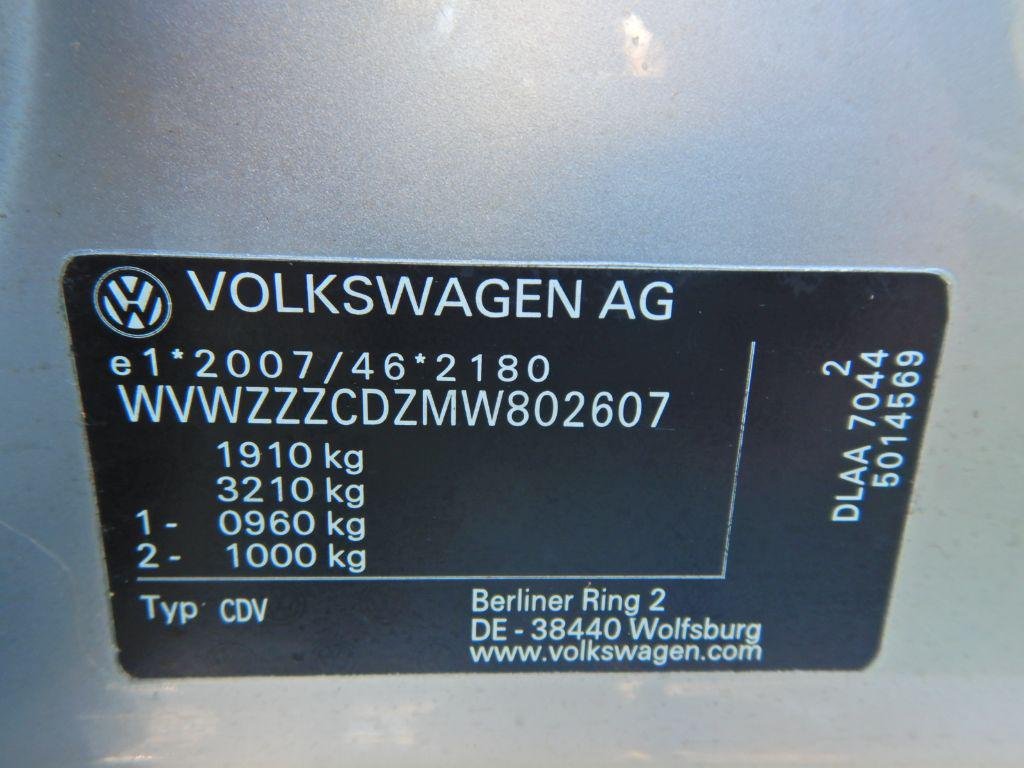 VOLKSWAGEN AG
e1*2007/46*2180
WVWZZZCDZMW802607
1910 kg
3210 kg
1- 0960 kg
2- 1000 kg
Typ CDV
Berliner Ring 2
DE - 38440 Wolfsburg
www.volkswagen.com
2
DLAA 7044
5014569